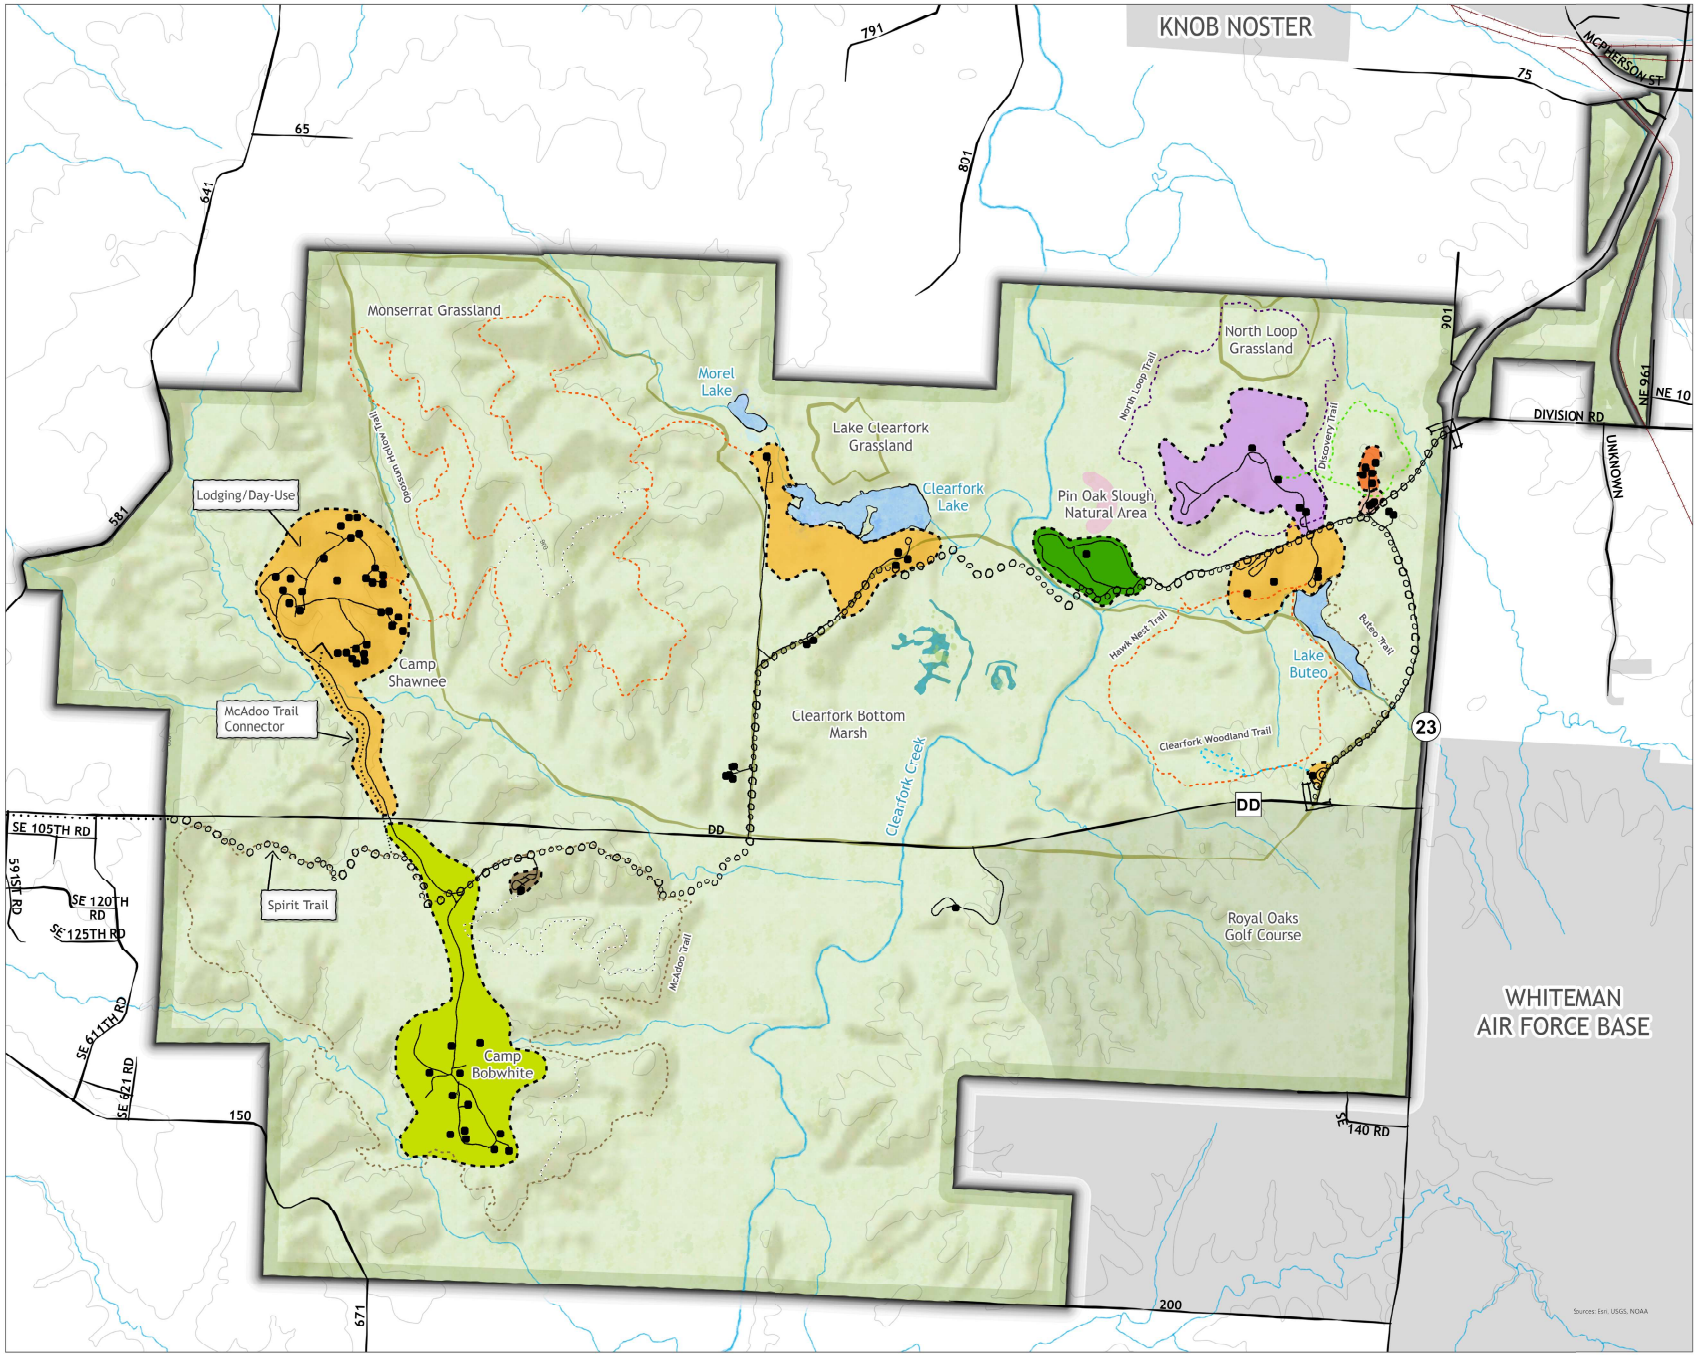 KNOB NOSTER
791
MCPHERSON ST
75
65
801
641
Monserrat Grassland
901
North Loop
Grassland
North Loop Trail
Morel
Lake
NE 961
NE 10
DIVISION RD
Lake Clearfork
Grassland
Opossum Hollow Trail
Discovery Trail
UNKNOWN
Lodging/Day-Use
Clearfork
Lake
Pin Oak Slough
Natural Area
581
Hawk Nest Trail
Buteo Trail
Lake
Buteo
Camp
Shawnee
McAdoo Trail
Connector
Clearfork Bottom
Marsh
23
Clearfork Woodland Trail
Clearfork Creek
DD
DD
SE 105TH RD
591ST RD
SE 120TH
RD
SE 125TH RD
Spirit Trail
Royal Oaks
Golf Course
McAdoo Trail
WHITEMAN
AIR FORCE BASE
SE 611TH RD
Camp
Bobwhite
SE 621 RD
150
SE 140 RD
671
200
Sources: Esri, USGS, NOAA